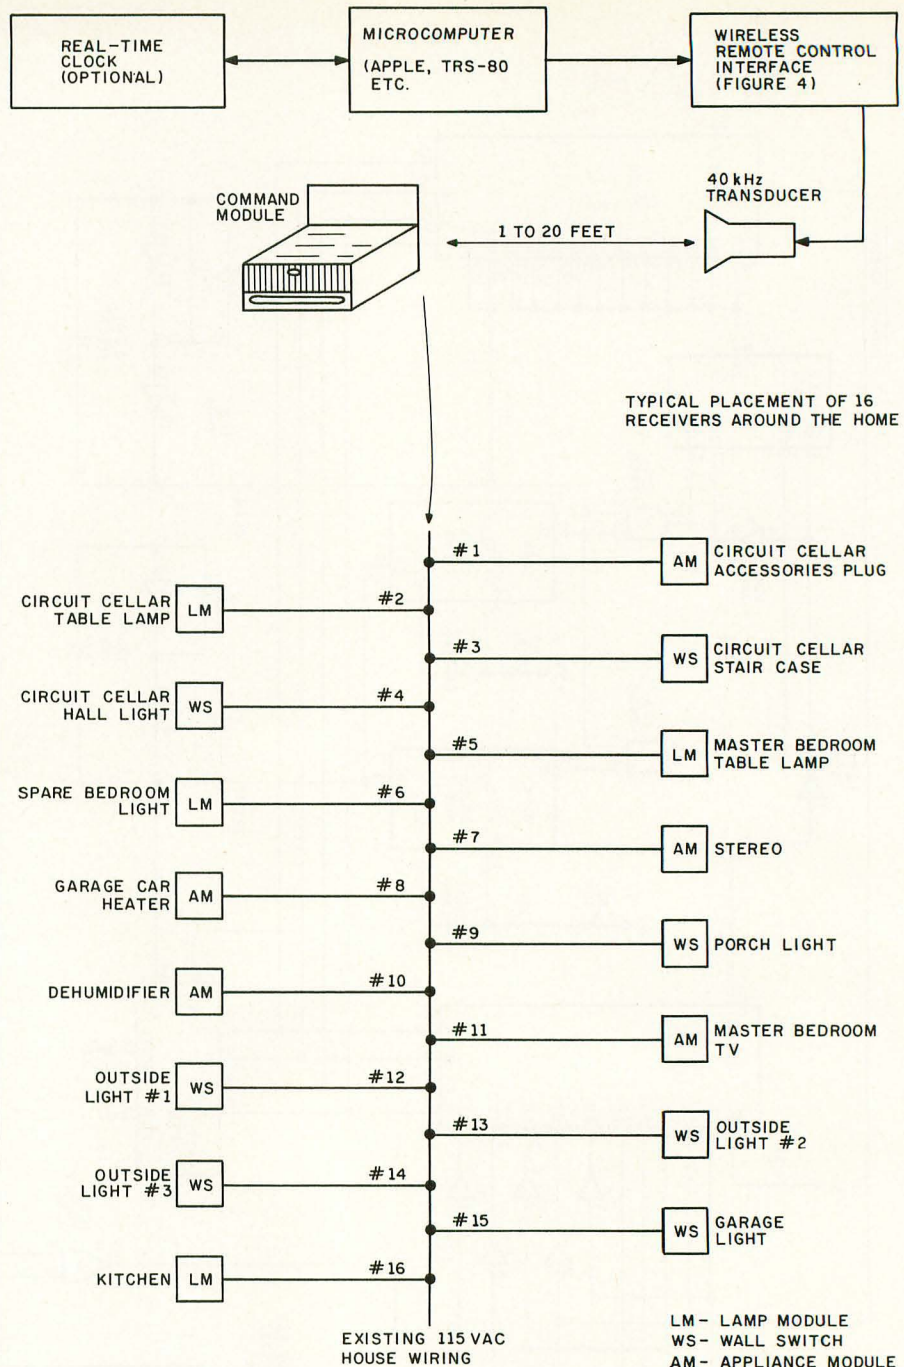 REAL-TIME
CLOCK
(OPTIONAL)
MICROCOMPUTER
(APPLE, TRS-80
ETC.
WIRELESS
REMOTE CONTROL
INTERFACE
(FIGURE 4)
COMMAND
MODULE
1 TO 20 FEET
40 kHz
TRANSDUCER
TYPICAL PLACEMENT OF 16
RECEIVERS AROUND THE HOME
#1
AM
CIRCUIT CELLAR
ACCESSORIES PLUG
CIRCUIT CELLAR
TABLE LAMP
LM
#2
#3
WS
CIRCUIT CELLAR
STAIR CASE
CIRCUIT CELLAR
HALL LIGHT
WS
#4
#5
LM
MASTER BEDROOM
TABLE LAMP
SPARE BEDROOM
LIGHT
LM
#6
#7
AM
STEREO
GARAGE CAR
HEATER
AM
#8
#9
WS
PORCH LIGHT
DEHUMIDIFIER
AM
#10
#11
AM
MASTER BEDROOM
TV
OUTSIDE
LIGHT #1
WS
#12
#13
WS
OUTSIDE
LIGHT #2
OUTSIDE
LIGHT #3
WS
#14
#15
WS
GARAGE
LIGHT
KITCHEN
LM
#16
EXISTING 115 VAC
HOUSE WIRING
LM- LAMP MODULE
WS- WALL SWITCH
AM- APPLIANCE MODULE